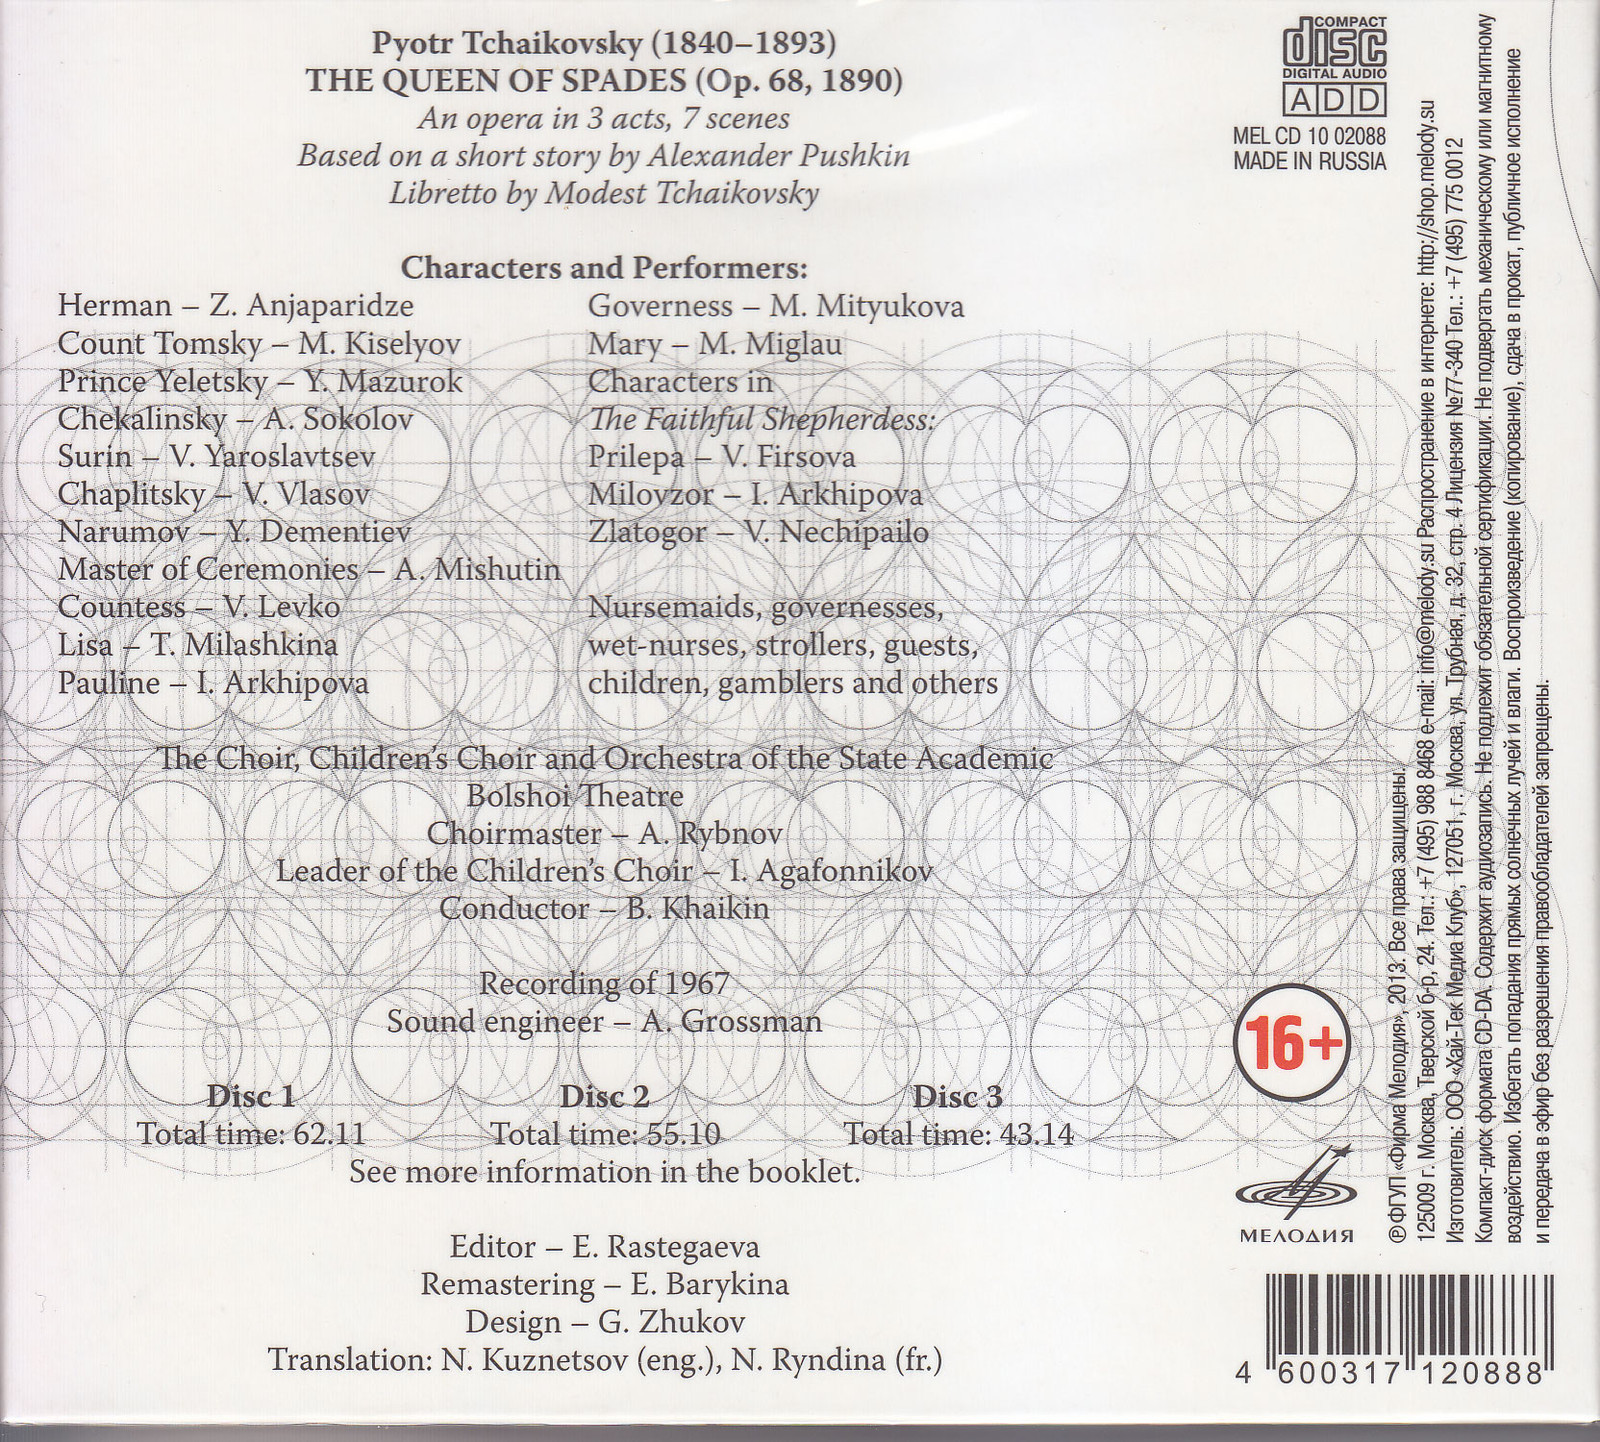 Pyotr Tchaikovsky (1840–1893)
THE QUEEN OF SPADES (Op. 68, 1890)
An opera in 3 acts, 7 scenes
Based on a short story by Alexander Pushkin
Libretto by Modest Tchaikovsky
Characters and Performers:
Herman – Z. Anjaparidze
Count Tomsky – M. Kiselyov
Prince Yeletsky – Y. Mazurok
Chekalinsky – A. Sokolov
Surin – V. Yaroslavtsev
Chaplitsky – V. Vlasov
Narumov – Y. Dementiev
Master of Ceremonies – A. Mishutin
Countess – V. Levko
Lisa – T. Milashkina
Pauline – I. Arkhipova
Governess – M. Mityukova
Mary – M. Miglau
Characters in
The Faithful Shepherdess:
Prilepa – V. Firsova
Milovzor – I. Arkhipova
Zlatogor – V. Nechipailo
Nursemaids, governesses,
wet-nurses, strollers, guests,
children, gamblers and others
The Choir, Children's Choir and Orchestra of the State Academic
Bolshoi Theatre
Choirmaster – A. Rybnov
Leader of the Children's Choir – I. Agafonnikov
Conductor – B. Khaikin
Recording of 1967
Sound engineer – A. Grossman
Disc 1
Total time: 62.11
Disc 2
Total time: 55.10
Disc 3
Total time: 43.14
See more information in the booklet.
Editor – E. Rastegaeva
Remastering – E. Barykina
Design – G. Zhukov
Translation: N. Kuznetsov (eng.), N. Ryndina (fr.)
COMPACT
disc
DIGITAL AUDIO
ADD
MEL CD 10 02088
MADE IN RUSSIA
16+
МЕЛОДИЯ
℗ФГУП «Фирма Мелодия», 2013. Все права защищены.
125009 г. Москва, Тверской б-р, 24. Тел.: +7 (495) 988 8468 e-mail: info@melody.su Распространение в интернете: http://shop.melody.su
Изготовитель: ООО «Хай-Тек Медиа Клуб», 127051, г. Москва, ул. Трубная, д. 32, стр. 4 Лицензия №77-340 Тел.: +7 (495) 775 0012
Компакт-диск формата CD-DA. Содержит аудиозапись. Не подлежит обязательной сертификации. Не подвергать механическому или магнитному
воздействию. Избегать попадания прямых солнечных лучей и влаги. Воспроизведение (копирование), сдача в прокат, публичное исполнение
и передача в эфир без разрешения правообладателей запрещены.
4 600317 120888